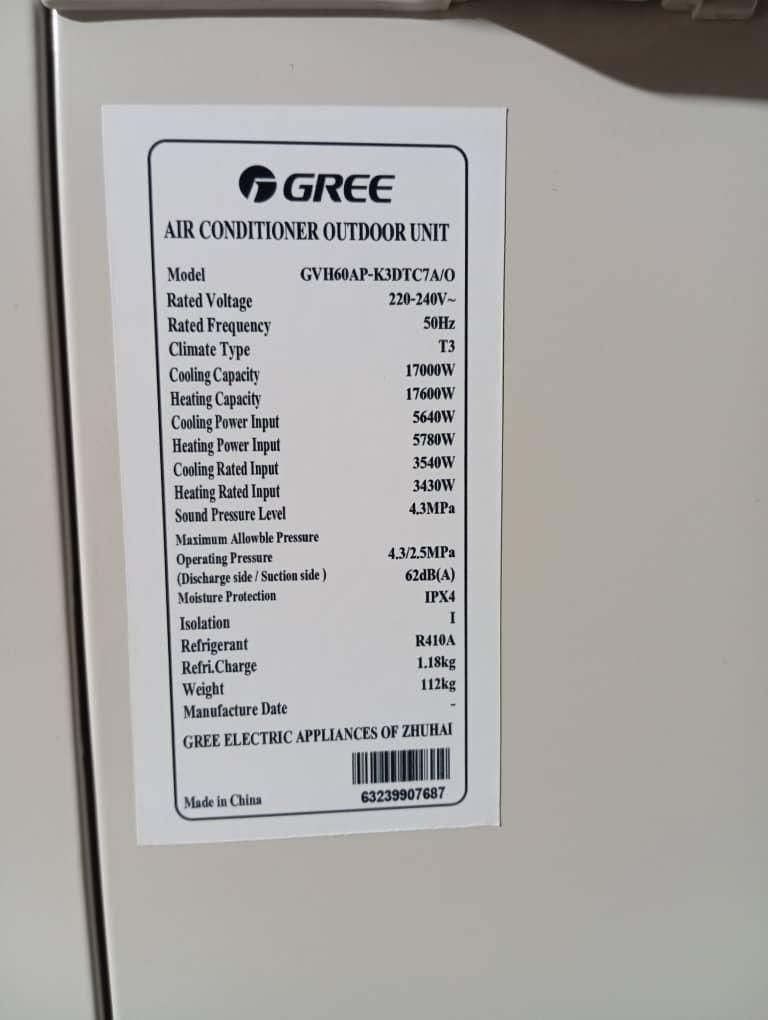 GREE
AIR CONDITIONER OUTDOOR UNIT
Model GVH60AP-K3DTC7A/O
Rated Voltage 220-240V~
Rated Frequency 50Hz
Climate Type T3
Cooling Capacity 17000W
Heating Capacity 17600W
Cooling Power Input 5640W
Heating Power Input 5780W
Cooling Rated Input 3540W
Heating Rated Input 3430W
Sound Pressure Level 4.3MPa
Maximum Allowble Pressure
Operating Pressure 4.3/2.5MPa
(Discharge side / Suction side ) 62dB(A)
Moisture Protection IPX4
Isolation I
Refrigerant R410A
Refri.Charge 1.18kg
Weight 112kg
Manufacture Date -
GREE ELECTRIC APPLIANCES OF ZHUHAI
Made in China 63239907687